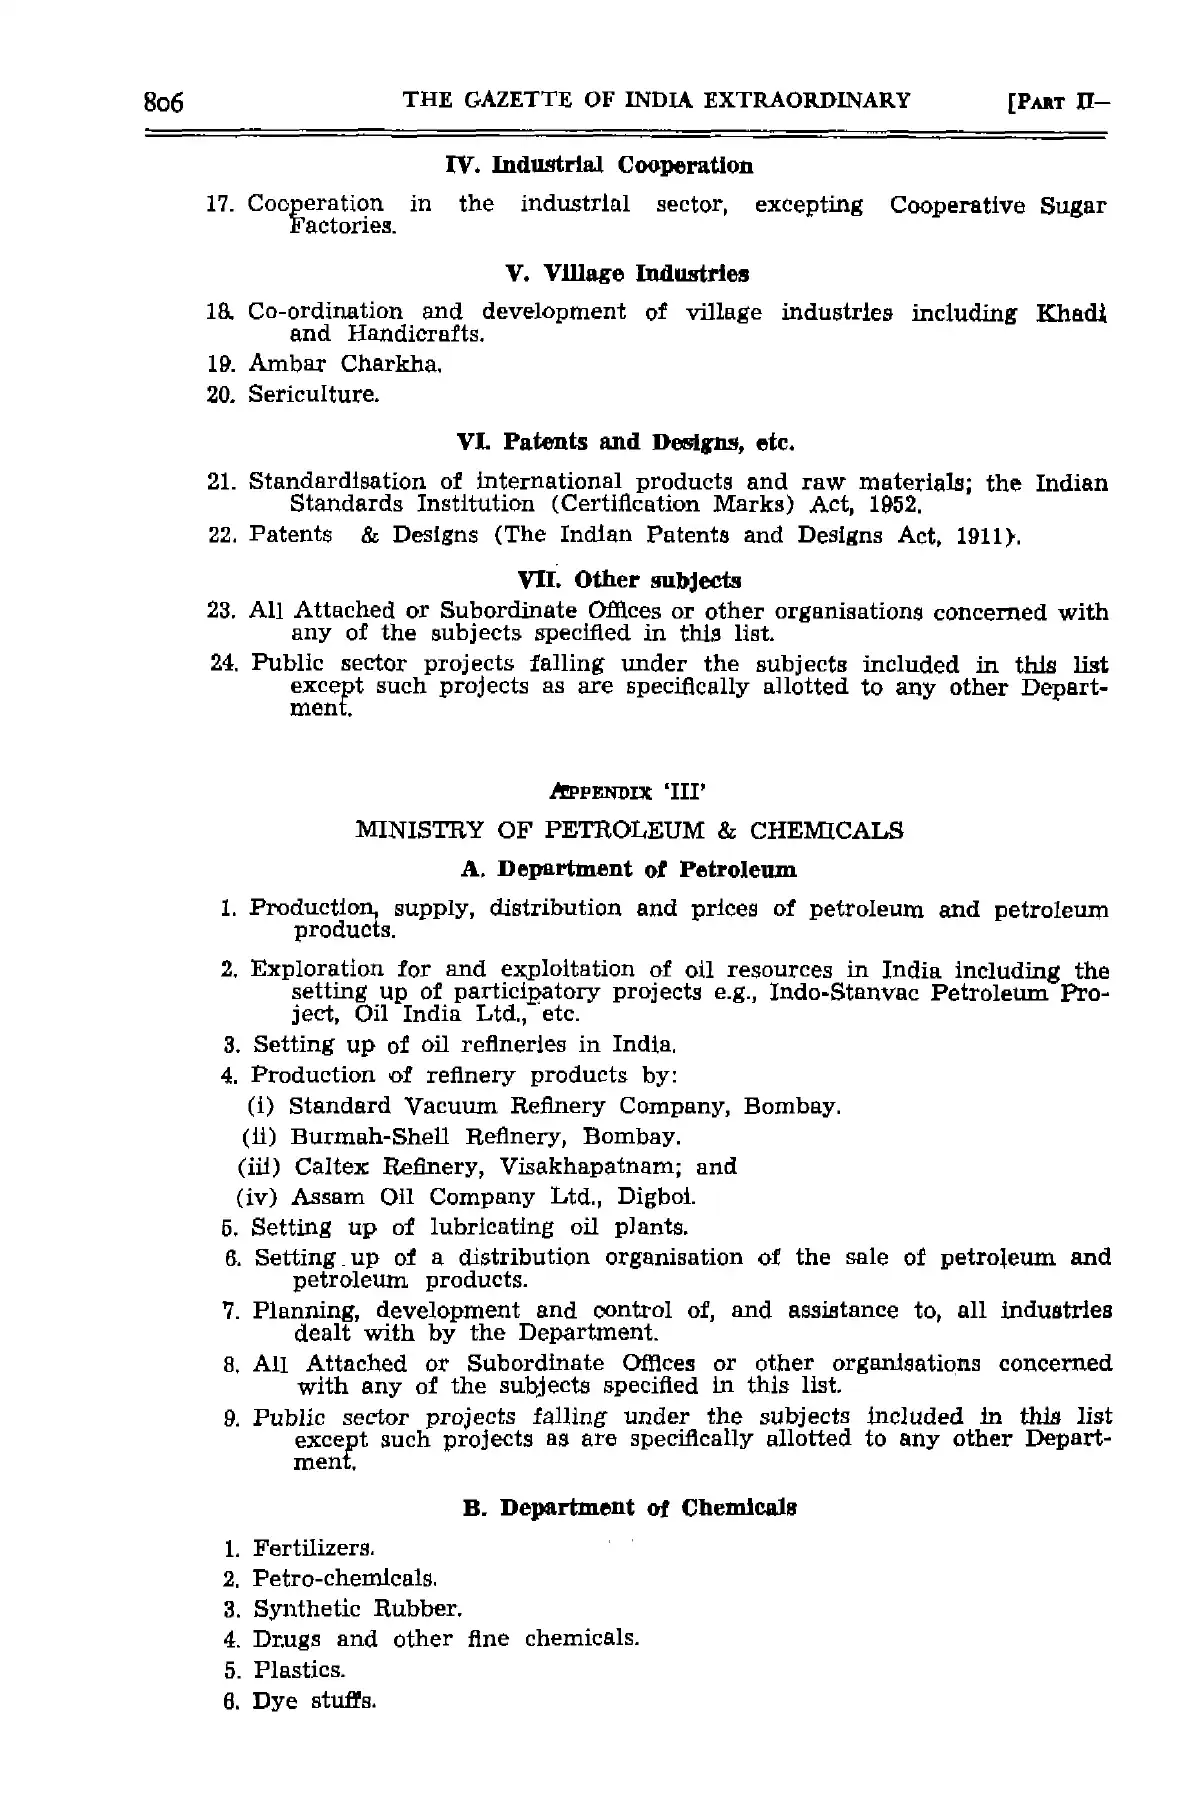 806 THE GAZETTE OF INDIA EXTRAORDINARY [PART II—
IV. Industrial Cooperation
17. Cooperation in the industrial sector, excepting Cooperative Sugar
Factories.
V. Village Industries
18. Co-ordination and development of village industries including Khadi
and Handicrafts.
19. Ambar Charkha.
20. Sericulture.
VI. Patents and Designs, etc.
21. Standardisation of international products and raw materials; the Indian
Standards Institution (Certification Marks) Act, 1952.
22. Patents & Designs (The Indian Patents and Designs Act, 1911).
VII. Other subjects
23. All Attached or Subordinate Offices or other organisations concerned with
any of the subjects specified in this list.
24. Public sector projects falling under the subjects included in this list
except such projects as are specifically allotted to any other Depart-
ment.
APPENDIX ‘III’
MINISTRY OF PETROLEUM & CHEMICALS
A. Department of Petroleum
1. Production, supply, distribution and prices of petroleum and petroleum
products.
2. Exploration for and exploitation of oil resources in India including the
setting up of participatory projects e.g., Indo-Stanvac Petroleum Pro-
ject, Oil India Ltd., etc.
3. Setting up of oil refineries in India.
4. Production of refinery products by:
(i) Standard Vacuum Refinery Company, Bombay.
(ii) Burmah-Shell Refinery, Bombay.
(iii) Caltex Refinery, Visakhapatnam; and
(iv) Assam Oil Company Ltd., Digboi.
5. Setting up of lubricating oil plants.
6. Setting up of a distribution organisation of the sale of petroleum and
petroleum products.
7. Planning, development and control of, and assistance to, all industries
dealt with by the Department.
8. All Attached or Subordinate Offices or other organisations concerned
with any of the subjects specified in this list.
9. Public sector projects falling under the subjects included in this list
except such projects as are specifically allotted to any other Depart-
ment.
B. Department of Chemicals
1. Fertilizers.
2. Petro-chemicals.
3. Synthetic Rubber.
4. Drugs and other fine chemicals.
5. Plastics.
6. Dye stuffs.